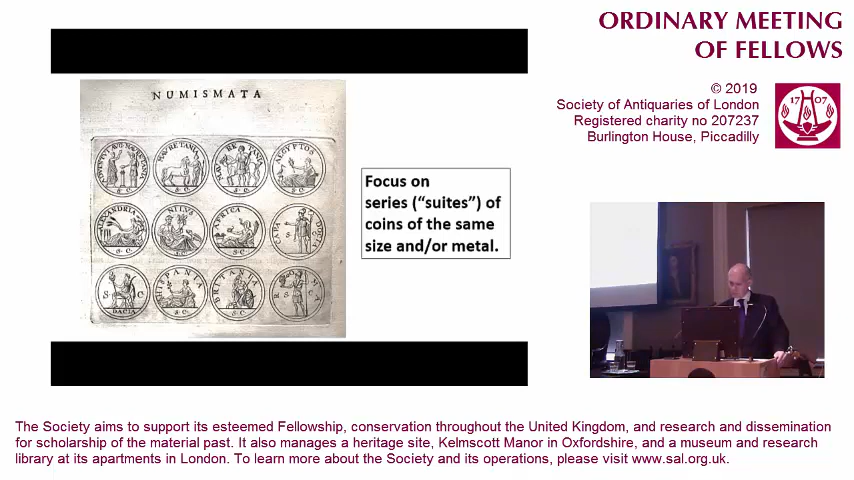 ORDINARY MEETING
OF FELLOWS
© 2019
Society of Antiquaries of London
Registered charity no 207237
Burlington House, Piccadilly
17 07
NUMISMATA
MAVRETANIA
AEGYPTOS
S. C.
ALEXANDRIA
NILVS
AFRICA
S. C.
S C
DACIA
HISPANIA
S. C.
BRITANNIA
S. C.
Focus on
series (“suites”) of
coins of the same
size and/or metal.
The Society aims to support its esteemed Fellowship, conservation throughout the United Kingdom, and research and dissemination
for scholarship of the material past. It also manages a heritage site, Kelmscott Manor in Oxfordshire, and a museum and research
library at its apartments in London. To learn more about the Society and its operations, please visit www.sal.org.uk.